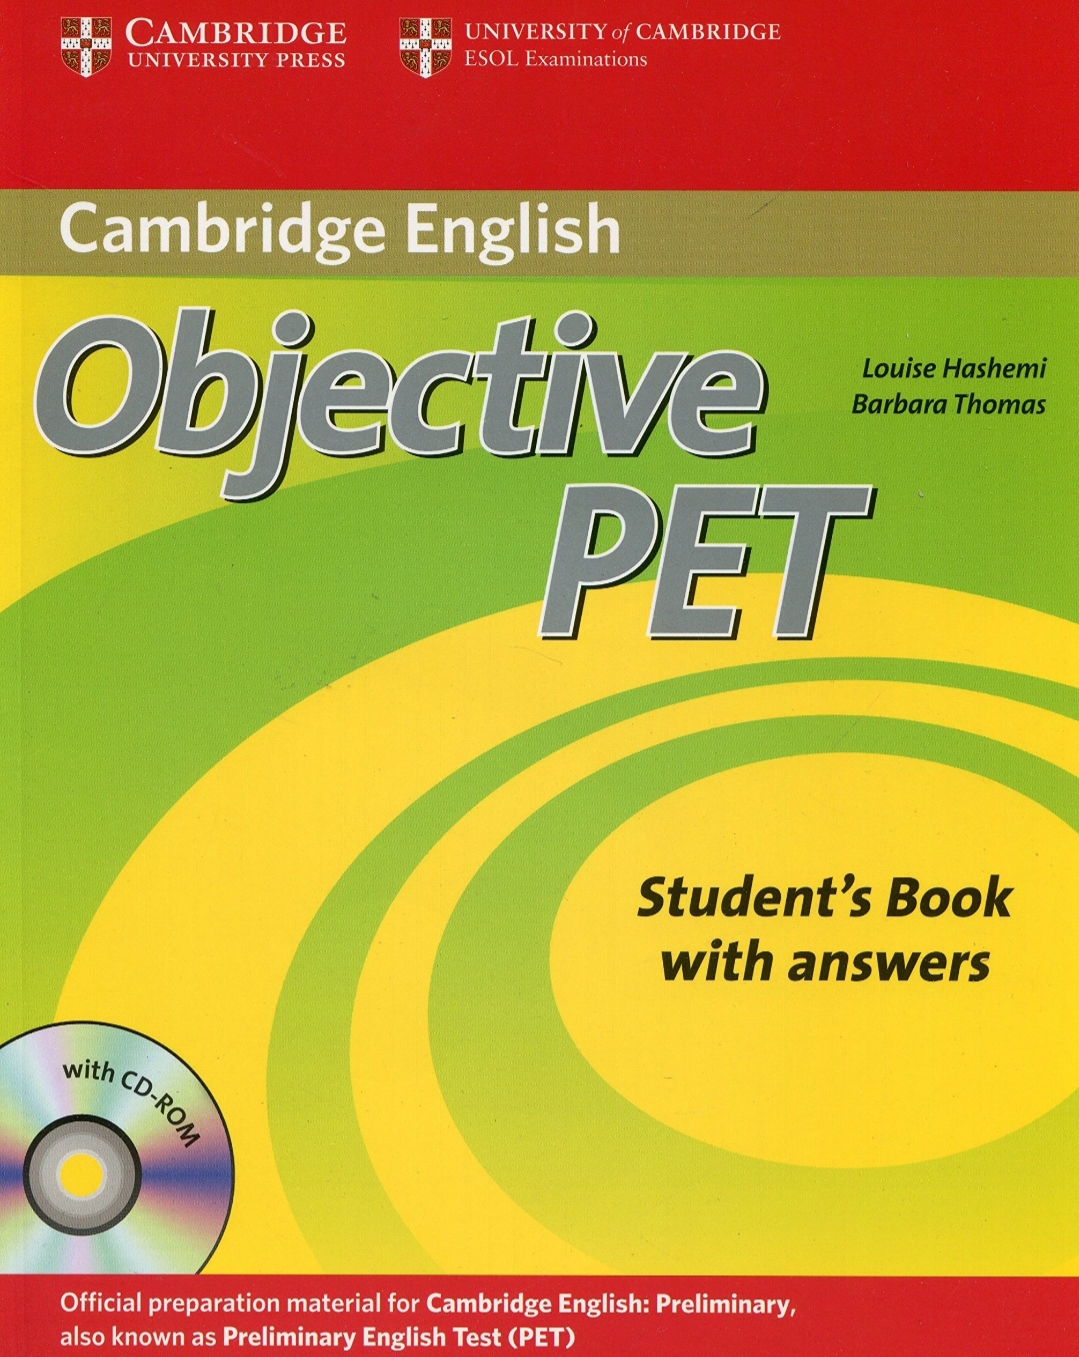 CAMBRIDGE
UNIVERSITY PRESS
UNIVERSITY of CAMBRIDGE
ESOL Examinations
Cambridge English
Objective
PET
Louise Hashemi
Barbara Thomas
Student's Book
with answers
with CD-ROM
Official preparation material for Cambridge English: Preliminary,
also known as Preliminary English Test (PET)